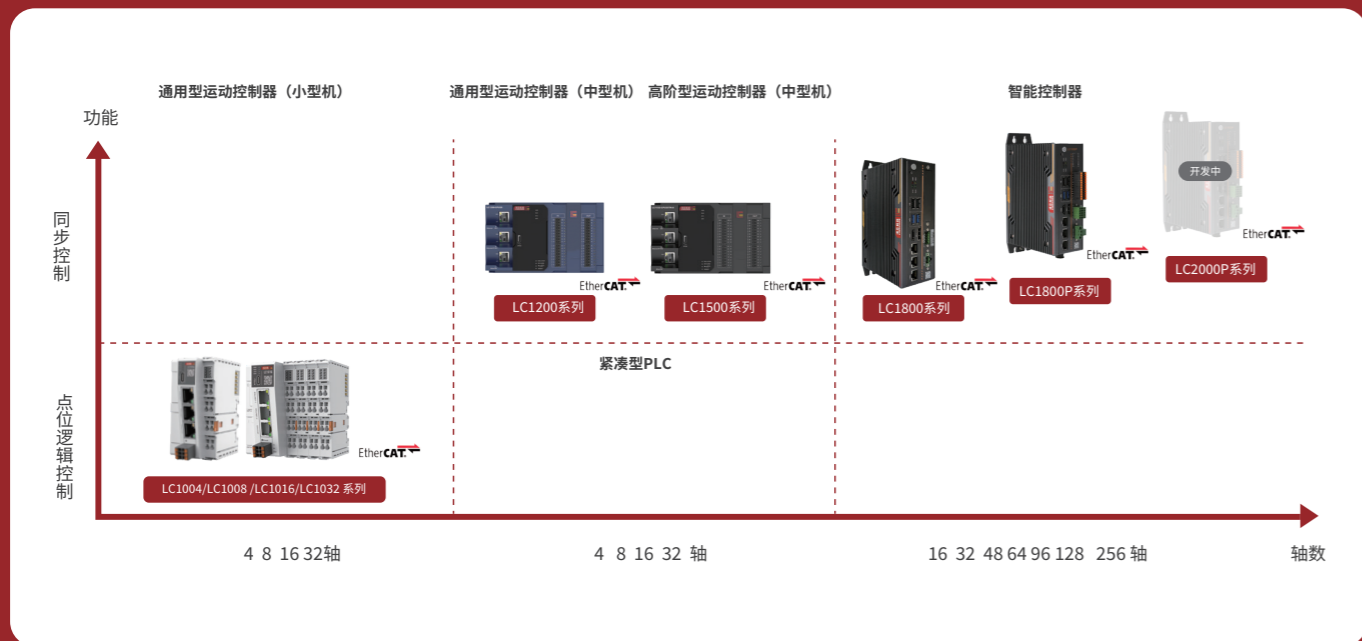 通用型运动控制器（小型机）
通用型运动控制器（中型机）
高阶型运动控制器（中型机）
智能控制器
功能
同步控制
开发中
EtherCAT
EtherCAT
EtherCAT
EtherCAT
EtherCAT
LC1200系列
LC1500系列
LC1800系列
LC1800P系列
LC2000P系列
紧凑型PLC
点位逻辑控制
EtherCAT
LC1004/LC1008 /LC1016/LC1032 系列
4 8 16 32轴
4 8 16 32 轴
16 32 48 64 96 128 256 轴
轴数